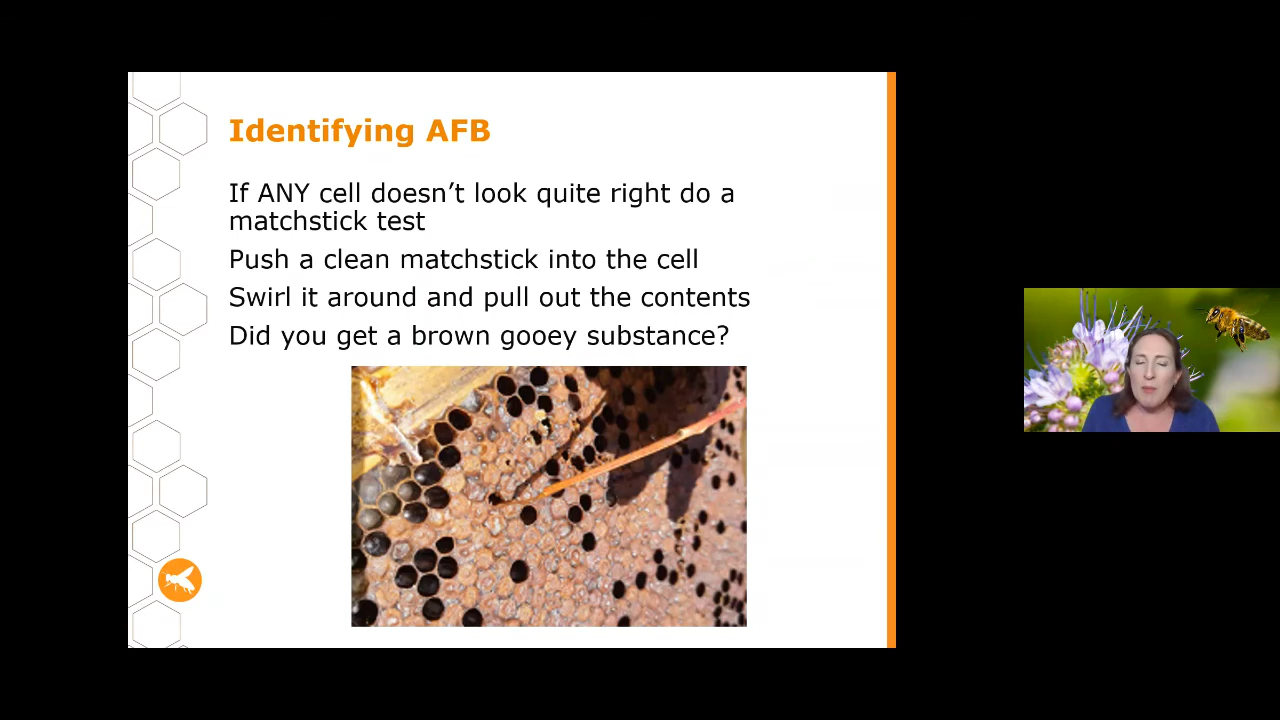 Identifying AFB
If ANY cell doesn’t look quite right do a
matchstick test
Push a clean matchstick into the cell
Swirl it around and pull out the contents
Did you get a brown gooey substance?